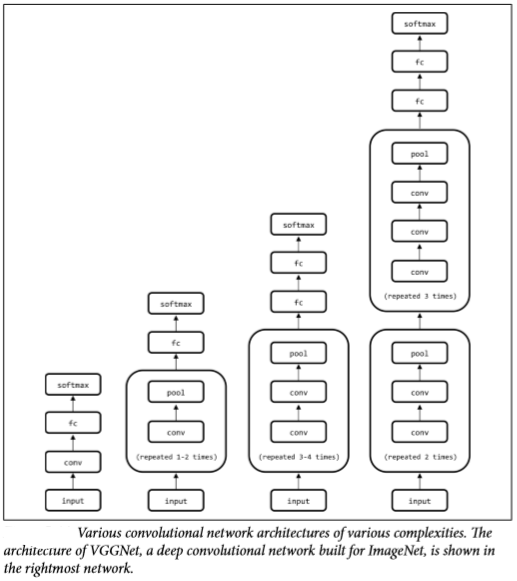 softmax
fc
conv
input
softmax
fc
pool
conv
(repeated 1-2 times)
input
softmax
fc
fc
pool
conv
conv
(repeated 3-4 times)
input
softmax
fc
fc
pool
conv
conv
conv
(repeated 3 times)
pool
conv
conv
(repeated 2 times)
input
Various convolutional network architectures of various complexities. The
architecture of VGGNet, a deep convolutional network built for ImageNet, is shown in
the rightmost network.